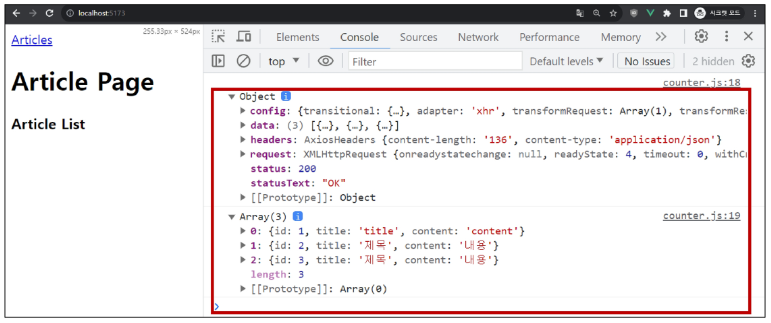 localhost:5173
시크릿 모드
255.33px × 524px
Articles
Article Page
Article List
Elements Console Sources Network Performance Memory
top Filter Default levels No Issues 2 hidden
counter.js:18
Object
config: {transitional: {…}, adapter: 'xhr', transformRequest: Array(1), transformRes
data: (3) [{…}, {…}, {…}]
headers: AxiosHeaders {content-length: '136', content-type: 'application/json'}
request: XMLHttpRequest {onreadystatechange: null, readyState: 4, timeout: 0, withCr
status: 200
statusText: "OK"
[[Prototype]]: Object
Array(3) counter.js:19
0: {id: 1, title: 'title', content: 'content'}
1: {id: 2, title: '제목', content: '내용'}
2: {id: 3, title: '제목', content: '내용'}
length: 3
[[Prototype]]: Array(0)